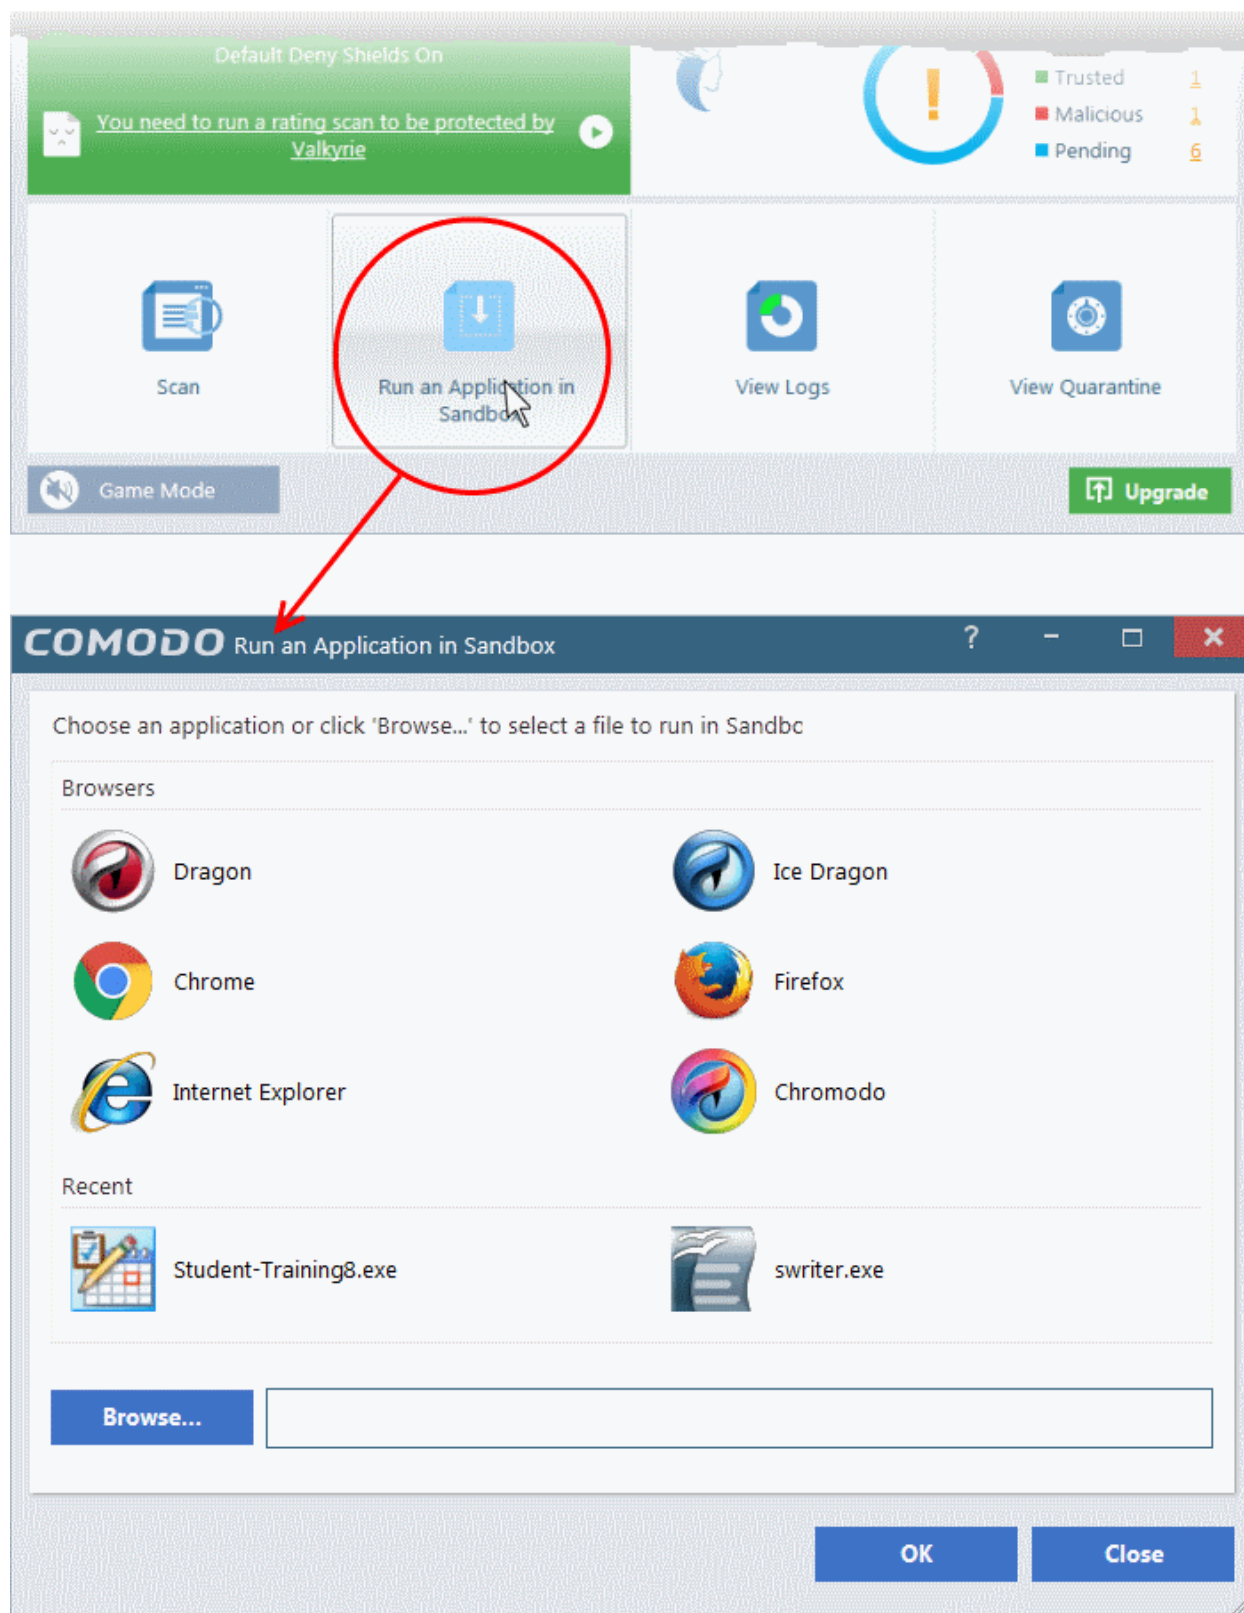 Default Deny Shields On
You need to run a rating scan to be protected by
Valkyrie
Trusted 1
Malicious 1
Pending 6
Scan
Run an Application in
Sandbox
View Logs
View Quarantine
Game Mode
Upgrade
COMODO Run an Application in Sandbox
Choose an application or click 'Browse...' to select a file to run in Sandbo
Browsers
Dragon
Ice Dragon
Chrome
Firefox
Internet Explorer
Chromodo
Recent
Student-Training8.exe
swriter.exe
Browse...
OK
Close